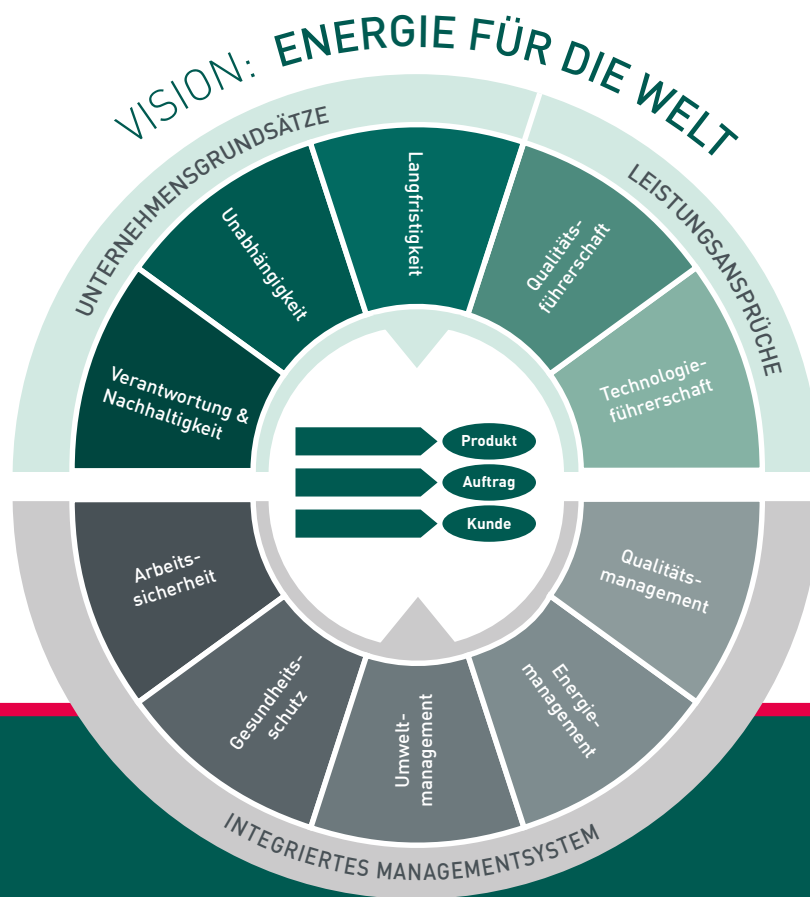 VISION: ENERGIE FÜR DIE WELT
UNTERNEHMENSGRUNDSÄTZE
LEISTUNGSANSPRÜCHE
Verantwortung &
Nachhaltigkeit
Unabhängigkeit
Langfristigkeit
Qualitäts-
führerschaft
Technologie-
führerschaft
Produkt
Auftrag
Kunde
Arbeits-
sicherheit
Gesundheits-
schutz
Umwelt-
management
Energie-
management
Qualitäts-
management
INTEGRIERTES MANAGEMENTSYSTEM